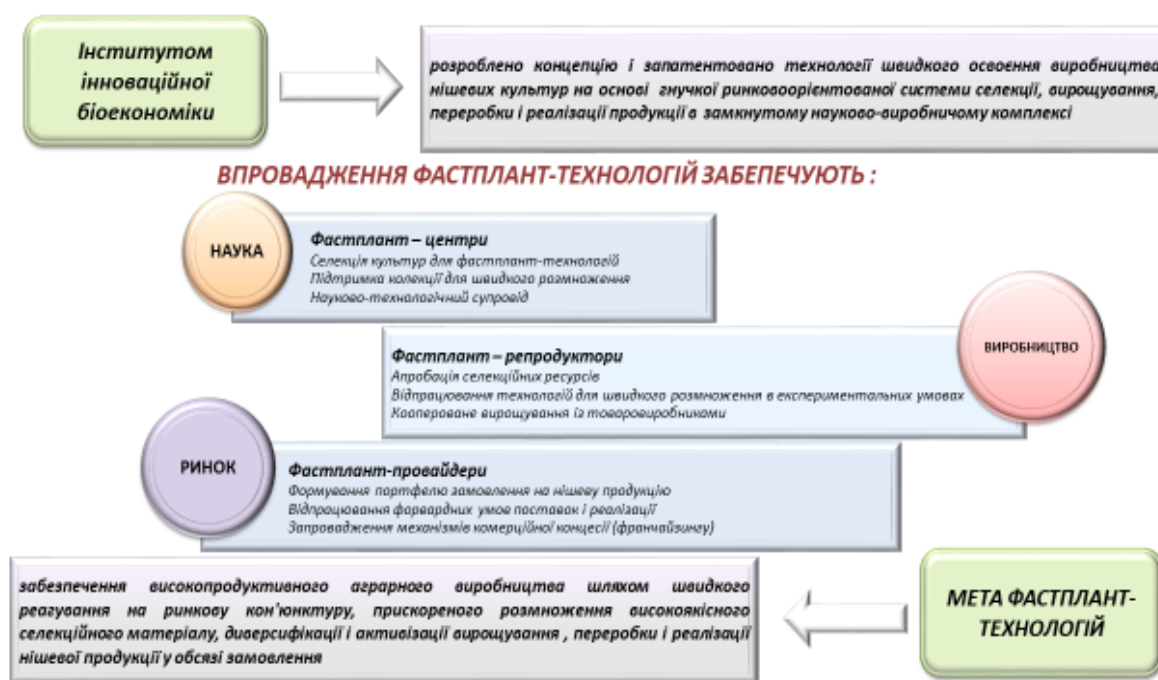 Інститутом
інноваційної
біоекономіки
розроблено концепцію і запатентовано технології швидкого освоєння виробництва
нішевих культур на основі гнучкої ринковоорієнтованої системи селекції, вирощування,
переробки і реалізації продукції в замкнутому науково-виробничому комплексі
ВПРОВАДЖЕННЯ ФАСТПЛАНТ-ТЕХНОЛОГІЙ ЗАБЕПЕЧУЮТЬ :
НАУКА
Фастплант – центри
Селекція культур для фастплант-технологій
Підтримка колекції для швидкого розмноження
Науково-технологічний супровід
Фастплант – репродуктори
Апробація селекційних ресурсів
Відпрацювання технологій для швидкого розмноження в експериментальних умовах
Коопероване вирощування із товаровиробниками
ВИРОБНИЦТВО
РИНОК
Фастплант-провайдери
Формування портфелю замовлення на нішеву продукцію
Відпрацювання форвардних умов поставок і реалізації
Запровадження механізмів комерційної концесії (франчайзингу)
забезпечення високопродуктивного аграрного виробництва шляхом швидкого
реагування на ринкову кон'юнктуру, прискореного розмноження високоякісного
селекційного матеріалу, диверсифікації і активізації вирощування , переробки і реалізації
нішевої продукції у обсязі замовлення
МЕТА ФАСТПЛАНТ-
ТЕХНОЛОГІЙ